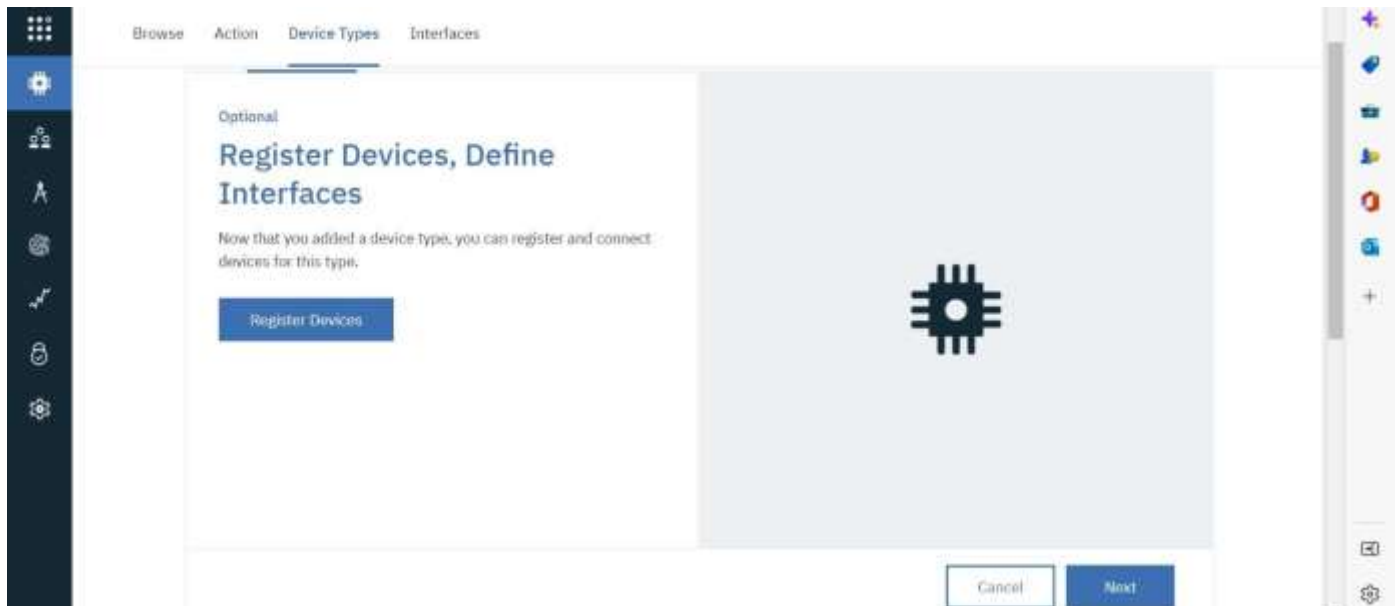 Browse Action Device Types Interfaces
Optional
Register Devices, Define
Interfaces
Now that you added a device type, you can register and connect
devices for this type.
Register Devices
Cancel Next